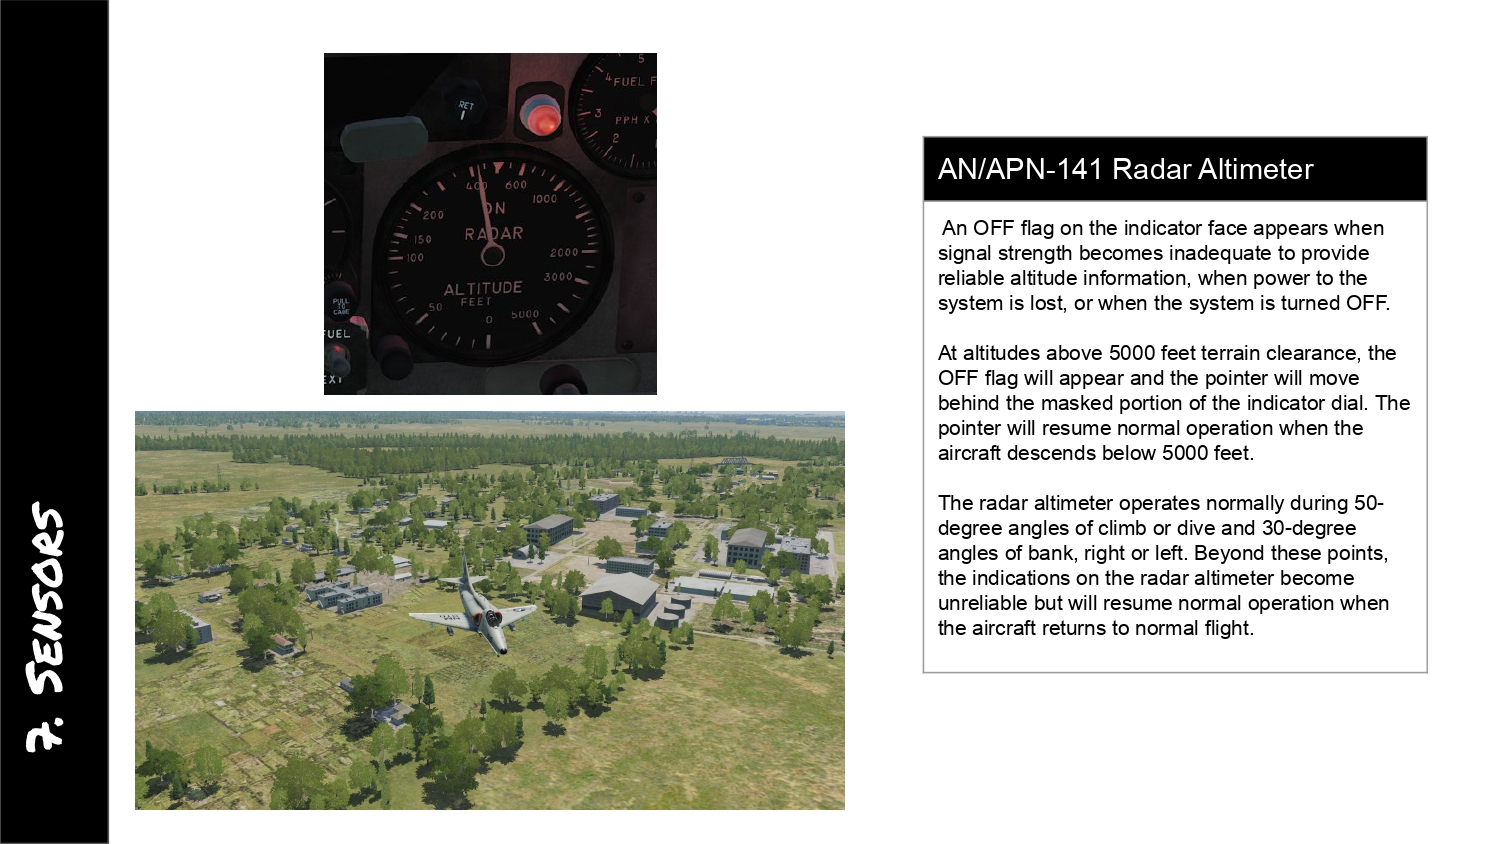 7. SENSORS
RET
5
4 FUEL F
3
PPH X
2
400 600
200 1000
ON
RADAR
150
100
2000
3000
ALTITUDE
FEET
50
0
5000
PULL
TO
CAGE
FUEL
EXT
AN/APN-141 Radar Altimeter
An OFF flag on the indicator face appears when
signal strength becomes inadequate to provide
reliable altitude information, when power to the
system is lost, or when the system is turned OFF.
At altitudes above 5000 feet terrain clearance, the
OFF flag will appear and the pointer will move
behind the masked portion of the indicator dial. The
pointer will resume normal operation when the
aircraft descends below 5000 feet.
The radar altimeter operates normally during 50-
degree angles of climb or dive and 30-degree
angles of bank, right or left. Beyond these points,
the indications on the radar altimeter become
unreliable but will resume normal operation when
the aircraft returns to normal flight.